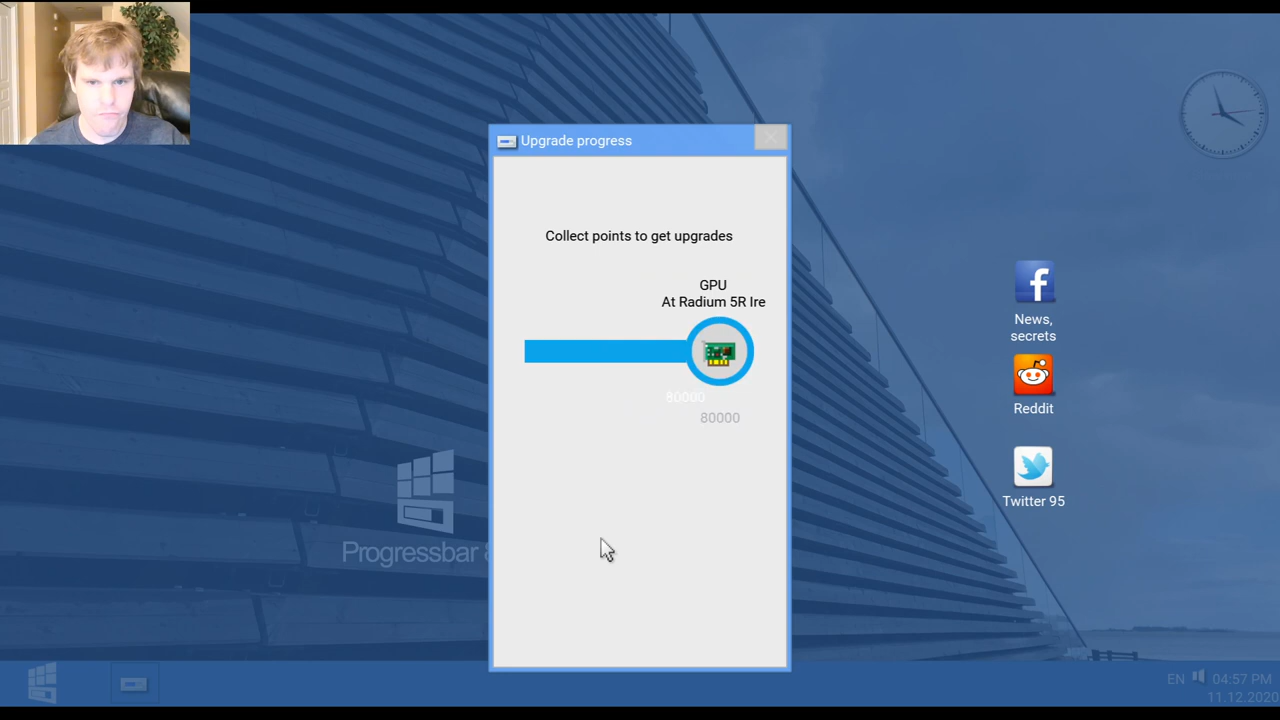 Upgrade progress
Collect points to get upgrades
GPU
At Radium 5R Ire
80000
80000
News,
secrets
Reddit
Twitter 95
Progressbar
EN
04:57 PM
11.12.2020